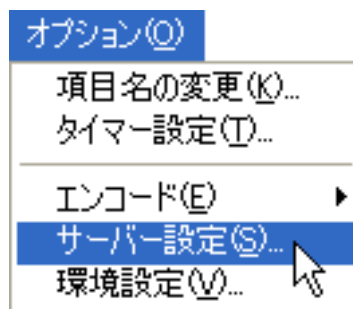 オプション(O)
項目名の変更(K)...
タイマー設定(T)...
エンコード(E)
サーバー設定(S)...
環境設定(V)...